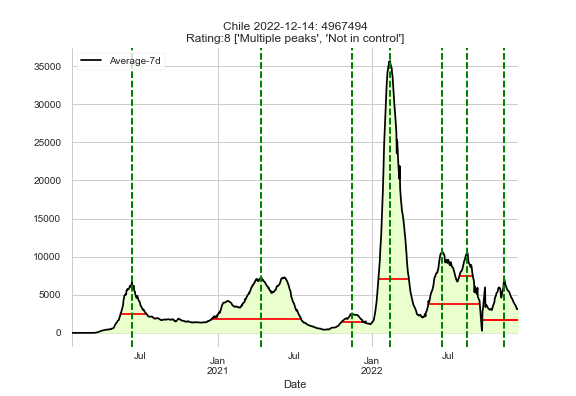 Chile 2022-12-14: 4967494
Rating:8 ['Multiple peaks', 'Not in control']
Average-7d
35000
30000
25000
20000
15000
10000
5000
0
Jul
Jan
2021
Jul
Jan
2022
Jul
Date